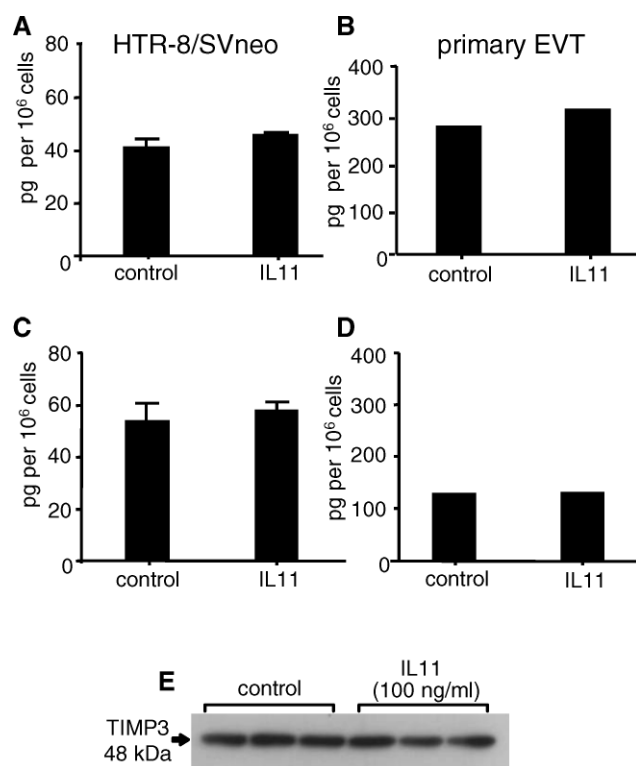 A
HTR-8/SVneo
80
60
40
20
0
pg per 10⁶ cells
control
IL11
B
primary EVT
400
300
200
100
0
pg per 10⁶ cells
control
IL11
C
80
60
40
20
0
pg per 10⁶ cells
control
IL11
D
400
300
200
100
0
pg per 10⁶ cells
control
IL11
E
control
IL11
(100 ng/ml)
TIMP3
48 kDa